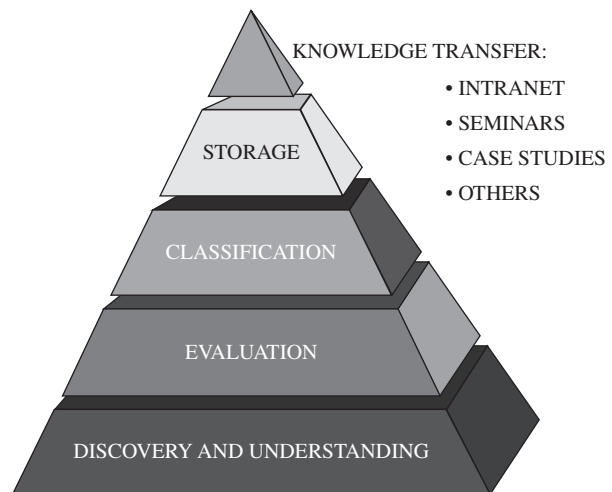 KNOWLEDGE TRANSFER:
• INTRANET
• SEMINARS
• CASE STUDIES
• OTHERS
STORAGE
CLASSIFICATION
EVALUATION
DISCOVERY AND UNDERSTANDING